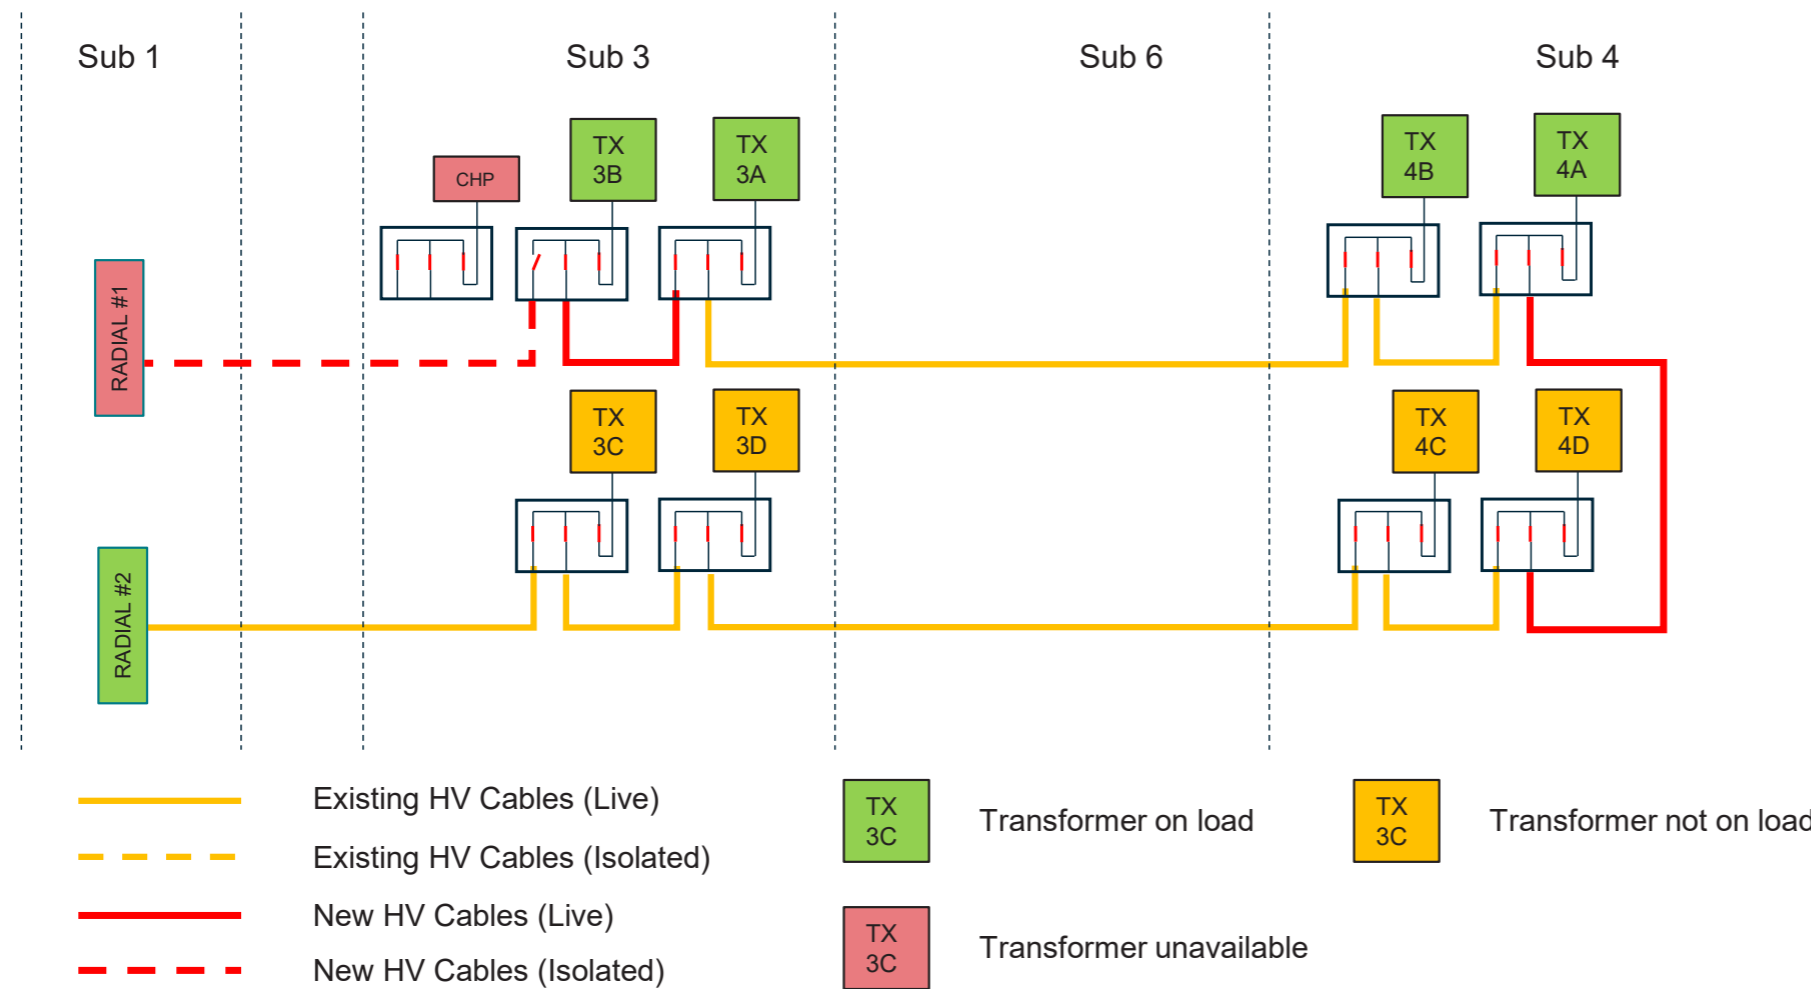 Sub 1
Sub 3
Sub 6
Sub 4
CHP
TX
3B
TX
3A
TX
4B
TX
4A
RADIAL #1
TX
3C
TX
3D
TX
4C
TX
4D
RADIAL #2
Existing HV Cables (Live)
Existing HV Cables (Isolated)
New HV Cables (Live)
New HV Cables (Isolated)
TX
3C
Transformer on load
TX
3C
Transformer not on load
TX
3C
Transformer unavailable